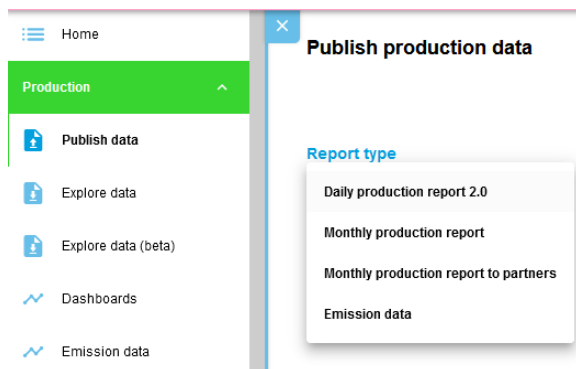 Home
Production
Publish data
Explore data
Explore data (beta)
Dashboards
Emission data
Publish production data
Report type
Daily production report 2.0
Monthly production report
Monthly production report to partners
Emission data